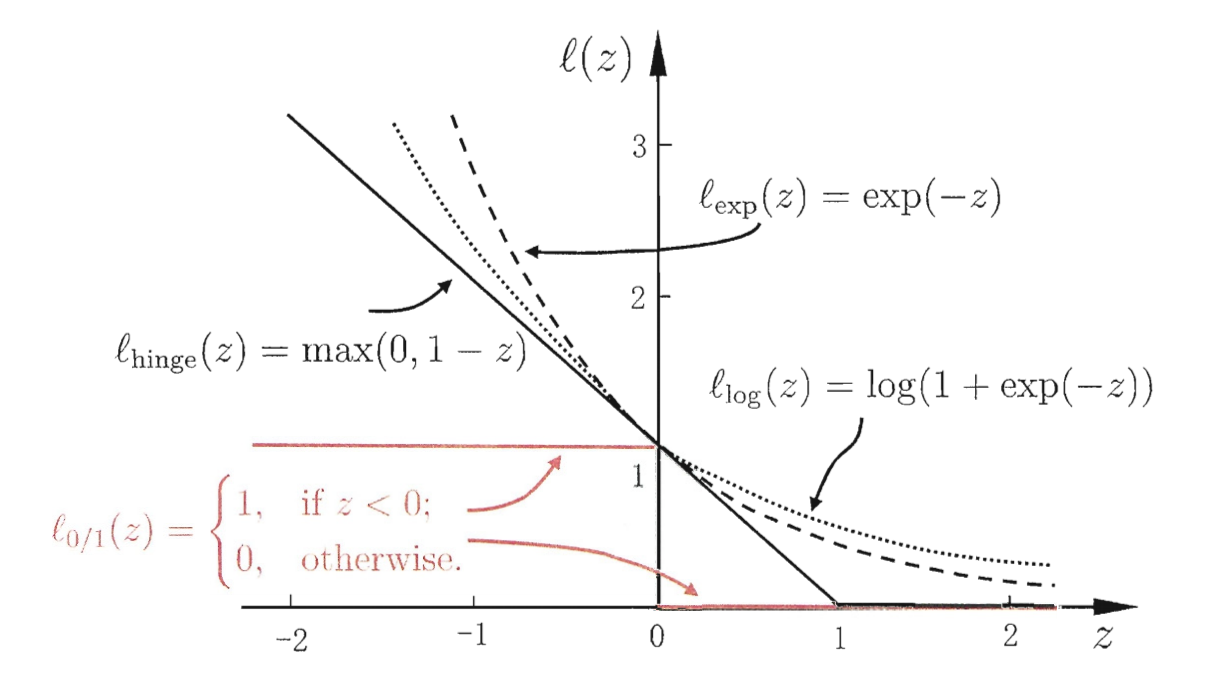 ℓ(z)
3
ℓ_exp(z) = exp(−z)
2
ℓ_hinge(z) = max(0, 1 − z)
ℓ_log(z) = log(1 + exp(−z))
1
ℓ_0/1(z) = { 1, if z < 0;
0, otherwise.
−2 −1 0 1 2 z